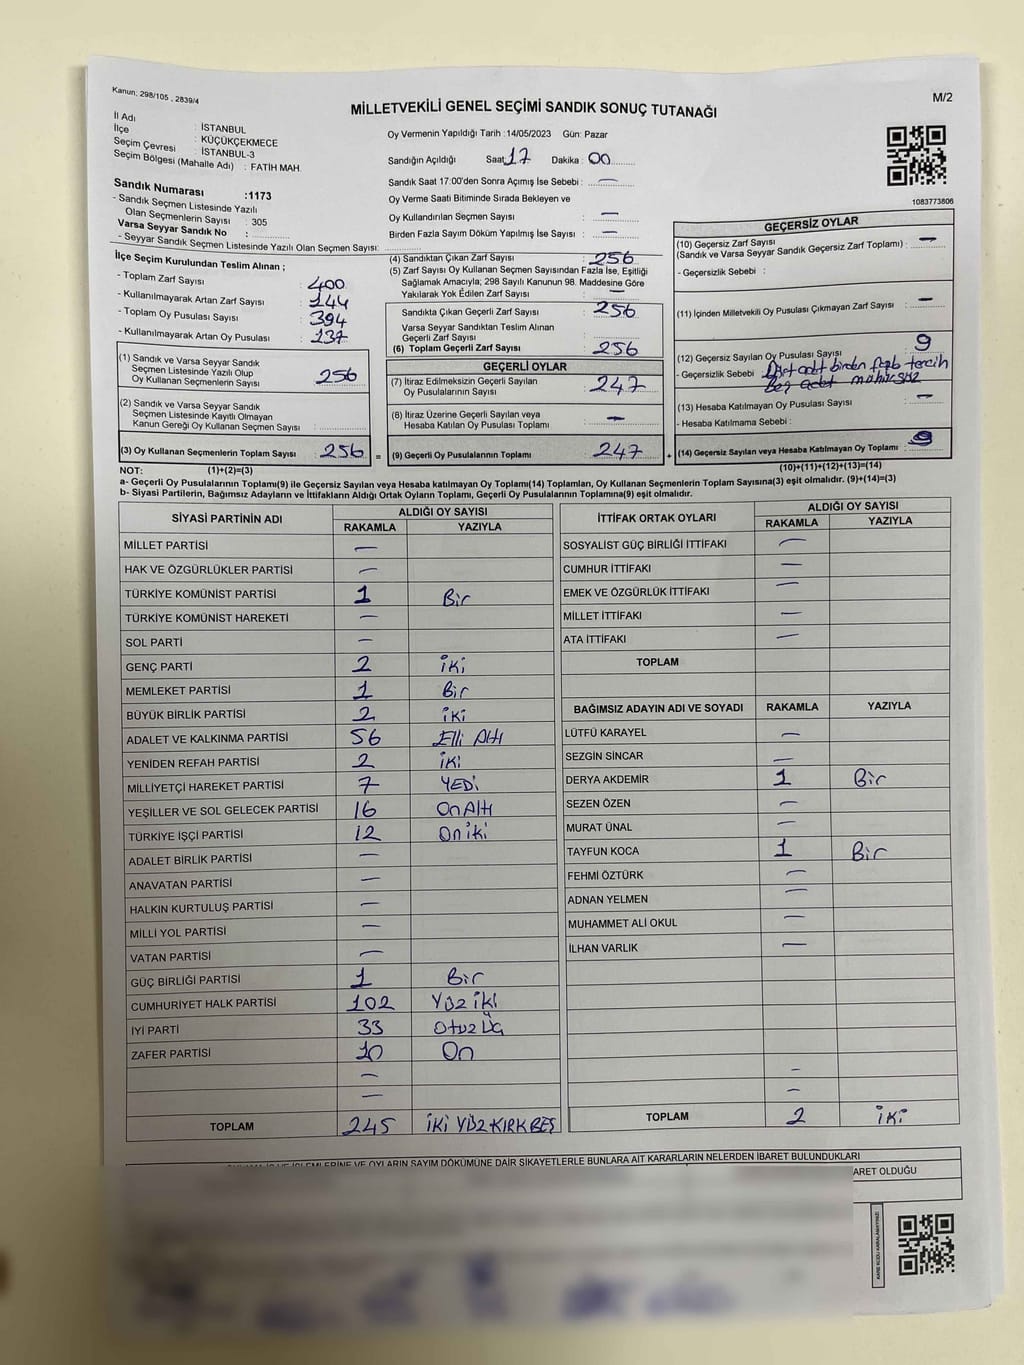 Kanun: 298/105 , 2839/4
M/2
MİLLETVEKİLİ GENEL SEÇİMİ SANDIK SONUÇ TUTANAĞI
İl Adı : İSTANBUL
İlçe : KÜÇÜKÇEKMECE
Seçim Çevresi : İSTANBUL-3
Seçim Bölgesi (Mahalle Adı) : FATİH MAH.
Sandık Numarası :1173
- Sandık Seçmen Listesinde Yazılı
Olan Seçmenlerin Sayısı : 305
Varsa Seyyar Sandık No :
- Seyyar Sandık Seçmen Listesinde Yazılı Olan Seçmen Sayısı:
Oy Vermenin Yapıldığı Tarih :14/05/2023 Gün: Pazar
Sandığın Açıldığı Saat: 17 Dakika : 00
Sandık Saat 17:00'den Sonra Açımış İse Sebebi : —
Oy Verme Saati Bitiminde Sırada Bekleyen ve
Oy Kullandırılan Seçmen Sayısı : —
Birden Fazla Sayım Döküm Yapılmış İse Sayısı : —
1083773806
İlçe Seçim Kurulundan Teslim Alınan ;
- Toplam Zarf Sayısı : 400
- Kullanılmayarak Artan Zarf Sayısı : 144
- Toplam Oy Pusulası Sayısı : 394
- Kullanılmayarak Artan Oy Pusulası : 137
(1) Sandık ve Varsa Seyyar Sandık
Seçmen Listesinde Yazılı Olup
Oy Kullanan Seçmenlerin Sayısı : 256
(2) Sandık ve Varsa Seyyar Sandık
Seçmen Listesinde Kayıtlı Olmayan
Kanun Gereği Oy Kullanan Seçmen Sayısı :
(3) Oy Kullanan Seçmenlerin Toplam Sayısı : 256 =
(4) Sandıktan Çıkan Zarf Sayısı : 256
(5) Zarf Sayısı Oy Kullanan Seçmen Sayısından Fazla İse, Eşitliği
Sağlamak Amacıyla; 298 Sayılı Kanunun 98. Maddesine Göre
Yakılarak Yok Edilen Zarf Sayısı : —
Sandıkta Çıkan Geçerli Zarf Sayısı : 256
Varsa Seyyar Sandıktan Teslim Alınan
Geçerli Zarf Sayısı :
(6) Toplam Geçerli Zarf Sayısı : 256
GEÇERLİ OYLAR
(7) İtiraz Edilmeksizin Geçerli Sayılan
Oy Pusulalarının Sayısı : 247
(8) İtiraz Üzerine Geçerli Sayılan veya
Hesaba Katılan Oy Pusulası Toplamı : —
(9) Geçerli Oy Pusulalarının Toplamı : 247 +
GEÇERSİZ OYLAR
(10) Geçersiz Zarf Sayısı
(Sandık ve Varsa Seyyar Sandık Geçersiz Zarf Toplamı) : —
- Geçersizlik Sebebi :
(11) İçinden Milletvekili Oy Pusulası Çıkmayan Zarf Sayısı : —
(12) Geçersiz Sayılan Oy Pusulası Sayısı : 9
- Geçersizlik Sebebi : Dört adet birden fazla tercih
Beş adet mühürsüz
(13) Hesaba Katılmayan Oy Pusulası Sayısı : —
- Hesaba Katılmama Sebebi :
(14) Geçersiz Sayılan veya Hesaba Katılmayan Oy Toplamı : 9
NOT: (1)+(2)=(3) (10)+(11)+(12)+(13)=(14)
a- Geçerli Oy Pusulalarının Toplamı(9) ile Geçersiz Sayılan veya Hesaba katılmayan Oy Toplamı(14) Toplamları, Oy Kullanan Seçmenlerin Toplam Sayısına(3) eşit olmalıdır. (9)+(14)=(3)
b- Siyasi Partilerin, Bağımsız Adayların ve İttifakların Aldığı Ortak Oyların Toplamı, Geçerli Oy Pusulalarının Toplamına(9) eşit olmalıdır.
SİYASİ PARTİNİN ADI ALDIĞI OY SAYISI
RAKAMLA YAZIYLA
MİLLET PARTİSİ —
HAK VE ÖZGÜRLÜKLER PARTİSİ —
TÜRKİYE KOMÜNİST PARTİSİ 1 Bir
TÜRKİYE KOMÜNİST HAREKETİ —
SOL PARTİ —
GENÇ PARTİ 2 iki
MEMLEKET PARTİSİ 1 Bir
BÜYÜK BİRLİK PARTİSİ 2 iki
ADALET VE KALKINMA PARTİSİ 56 Elli Altı
YENİDEN REFAH PARTİSİ 2 iki
MİLLİYETÇİ HAREKET PARTİSİ 7 YEDİ
YEŞİLLER VE SOL GELECEK PARTİSİ 16 On Altı
TÜRKİYE İŞÇİ PARTİSİ 12 On iki
ADALET BİRLİK PARTİSİ —
ANAVATAN PARTİSİ —
HALKIN KURTULUŞ PARTİSİ —
MİLLİ YOL PARTİSİ —
VATAN PARTİSİ —
GÜÇ BİRLİĞİ PARTİSİ 1 Bir
CUMHURİYET HALK PARTİSİ 102 Yüz iki
İYİ PARTİ 33 Otuz Üç
ZAFER PARTİSİ 10 On
—
—
TOPLAM 245 iki YÜZ KIRK BEŞ
İTTİFAK ORTAK OYLARI ALDIĞI OY SAYISI
RAKAMLA YAZIYLA
SOSYALİST GÜÇ BİRLİĞİ İTTİFAKI —
CUMHUR İTTİFAKI —
EMEK VE ÖZGÜRLÜK İTTİFAKI —
MİLLET İTTİFAKI —
ATA İTTİFAKI —
TOPLAM
BAĞIMSIZ ADAYIN ADI VE SOYADI RAKAMLA YAZIYLA
LÜTFÜ KARAYEL —
SEZGİN SİNCAR —
DERYA AKDEMİR 1 Bir
SEZEN ÖZEN —
MURAT ÜNAL —
TAYFUN KOCA 1 Bir
FEHMİ ÖZTÜRK —
ADNAN YELMEN —
MUHAMMET ALİ OKUL —
İLHAN VARLIK —
—
—
TOPLAM 2 iki
İŞLEMLERİNE VE OYLARIN SAYIM DÖKÜMÜNE DAİR ŞİKAYETLERLE BUNLARA AİT KARARLARIN NELERDEN İBARET BULUNDUKLARI
ARET OLDUĞU
KARE KODU KARALAMAYINIZ!